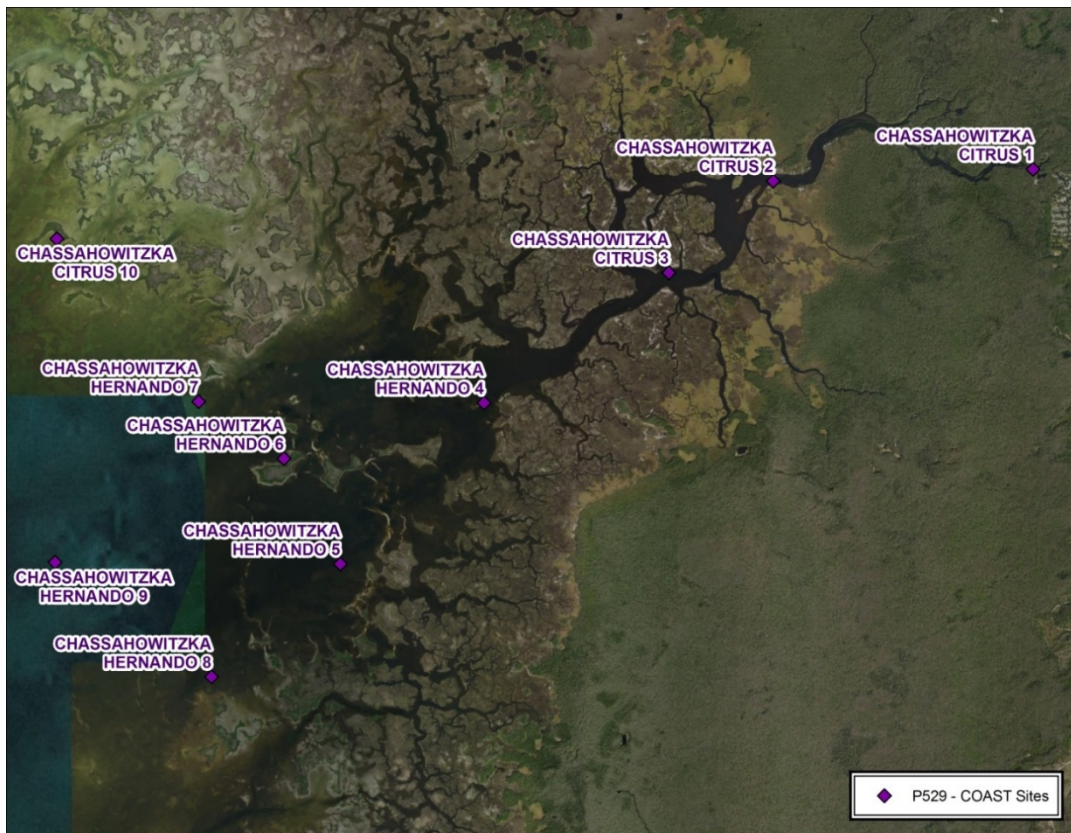 CHASSAHOWITZKA
CITRUS 1
CHASSAHOWITZKA
CITRUS 2
CHASSAHOWITZKA
CITRUS 3
CHASSAHOWITZKA
CITRUS 10
CHASSAHOWITZKA
HERNANDO 7
CHASSAHOWITZKA
HERNANDO 4
CHASSAHOWITZKA
HERNANDO 6
CHASSAHOWITZKA
HERNANDO 5
CHASSAHOWITZKA
HERNANDO 9
CHASSAHOWITZKA
HERNANDO 8
P529 - COAST Sites